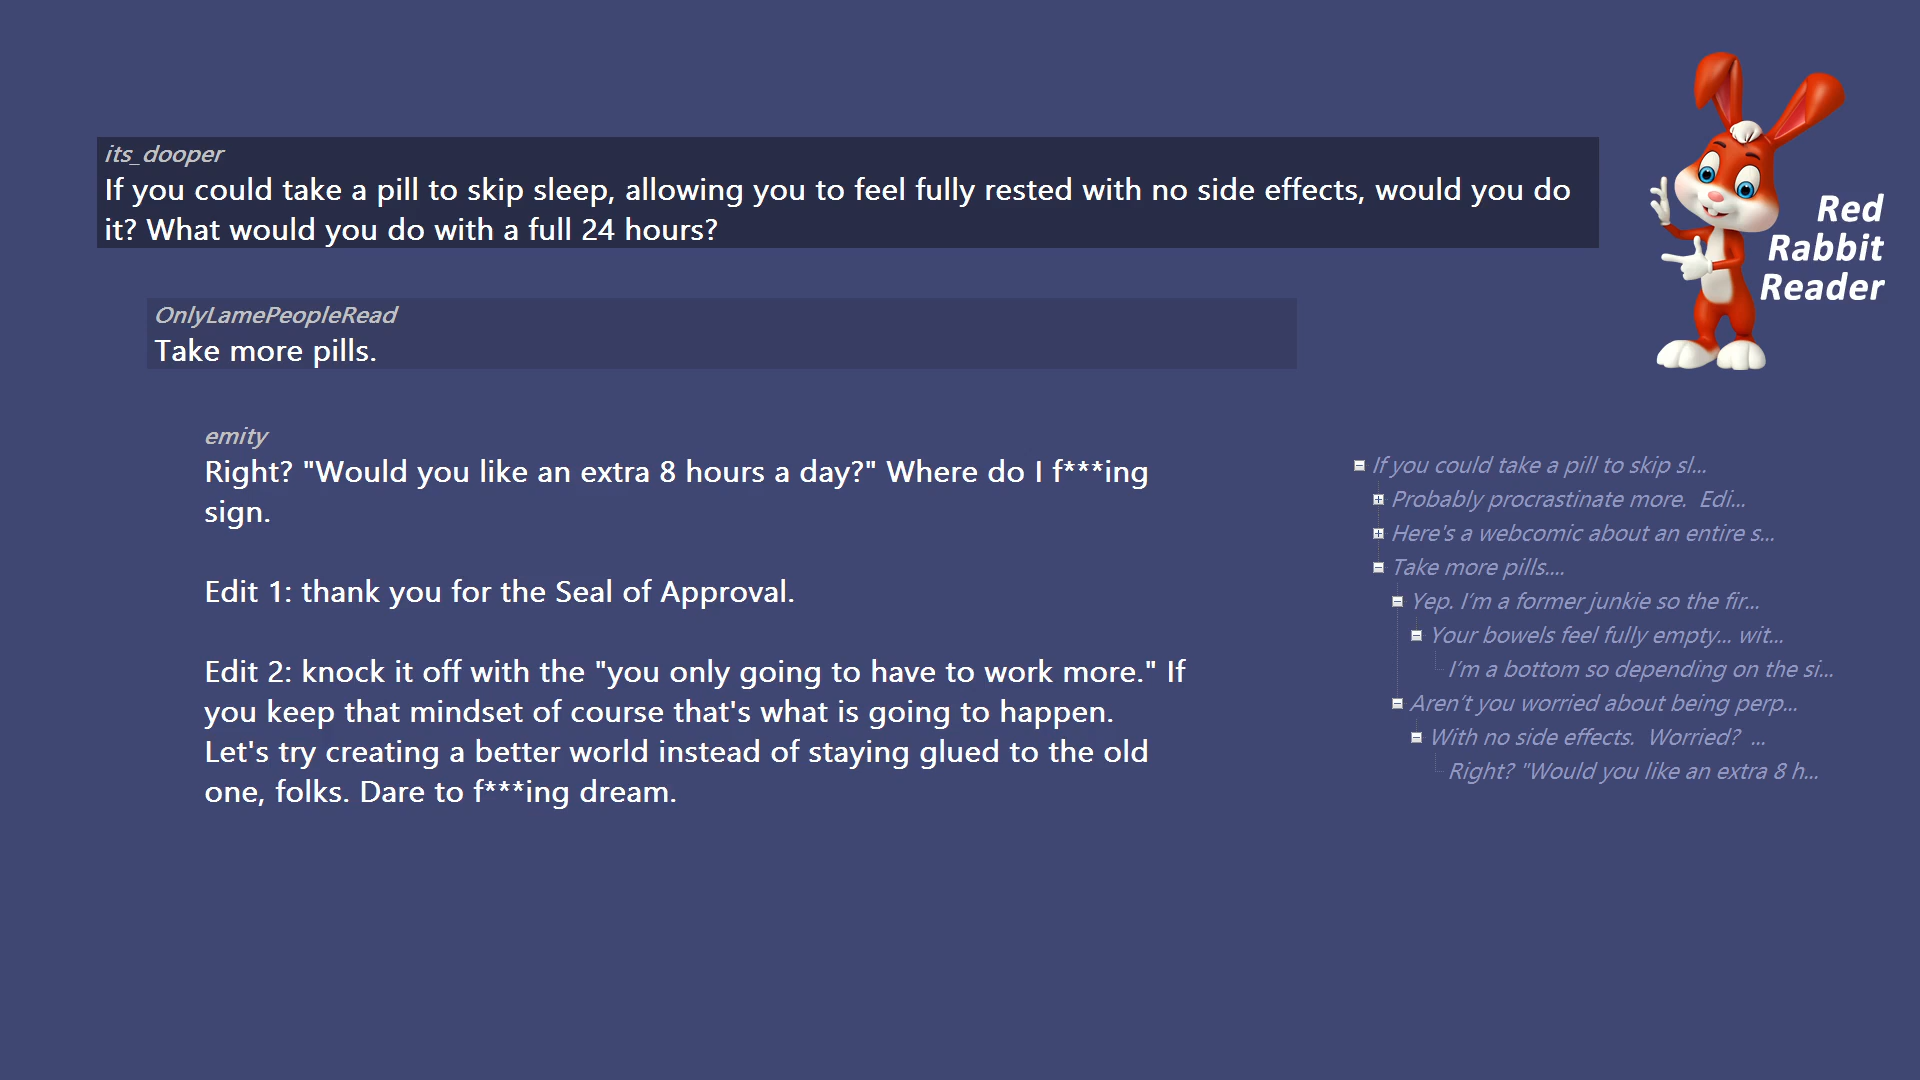 its_dooper
If you could take a pill to skip sleep, allowing you to feel fully rested with no side effects, would you do
it? What would you do with a full 24 hours?
Red
Rabbit
Reader
OnlyLamePeopleRead
Take more pills.
emity
Right? "Would you like an extra 8 hours a day?" Where do I f***ing
sign.
Edit 1: thank you for the Seal of Approval.
Edit 2: knock it off with the "you only going to have to work more." If
you keep that mindset of course that's what is going to happen.
Let's try creating a better world instead of staying glued to the old
one, folks. Dare to f***ing dream.
If you could take a pill to skip sl...
Probably procrastinate more.  Edi...
Here's a webcomic about an entire s...
Take more pills....
Yep. I’m a former junkie so the fir...
Your bowels feel fully empty... wit...
I’m a bottom so depending on the si...
Aren’t you worried about being perp...
With no side effects.  Worried?  ...
Right? "Would you like an extra 8 h...